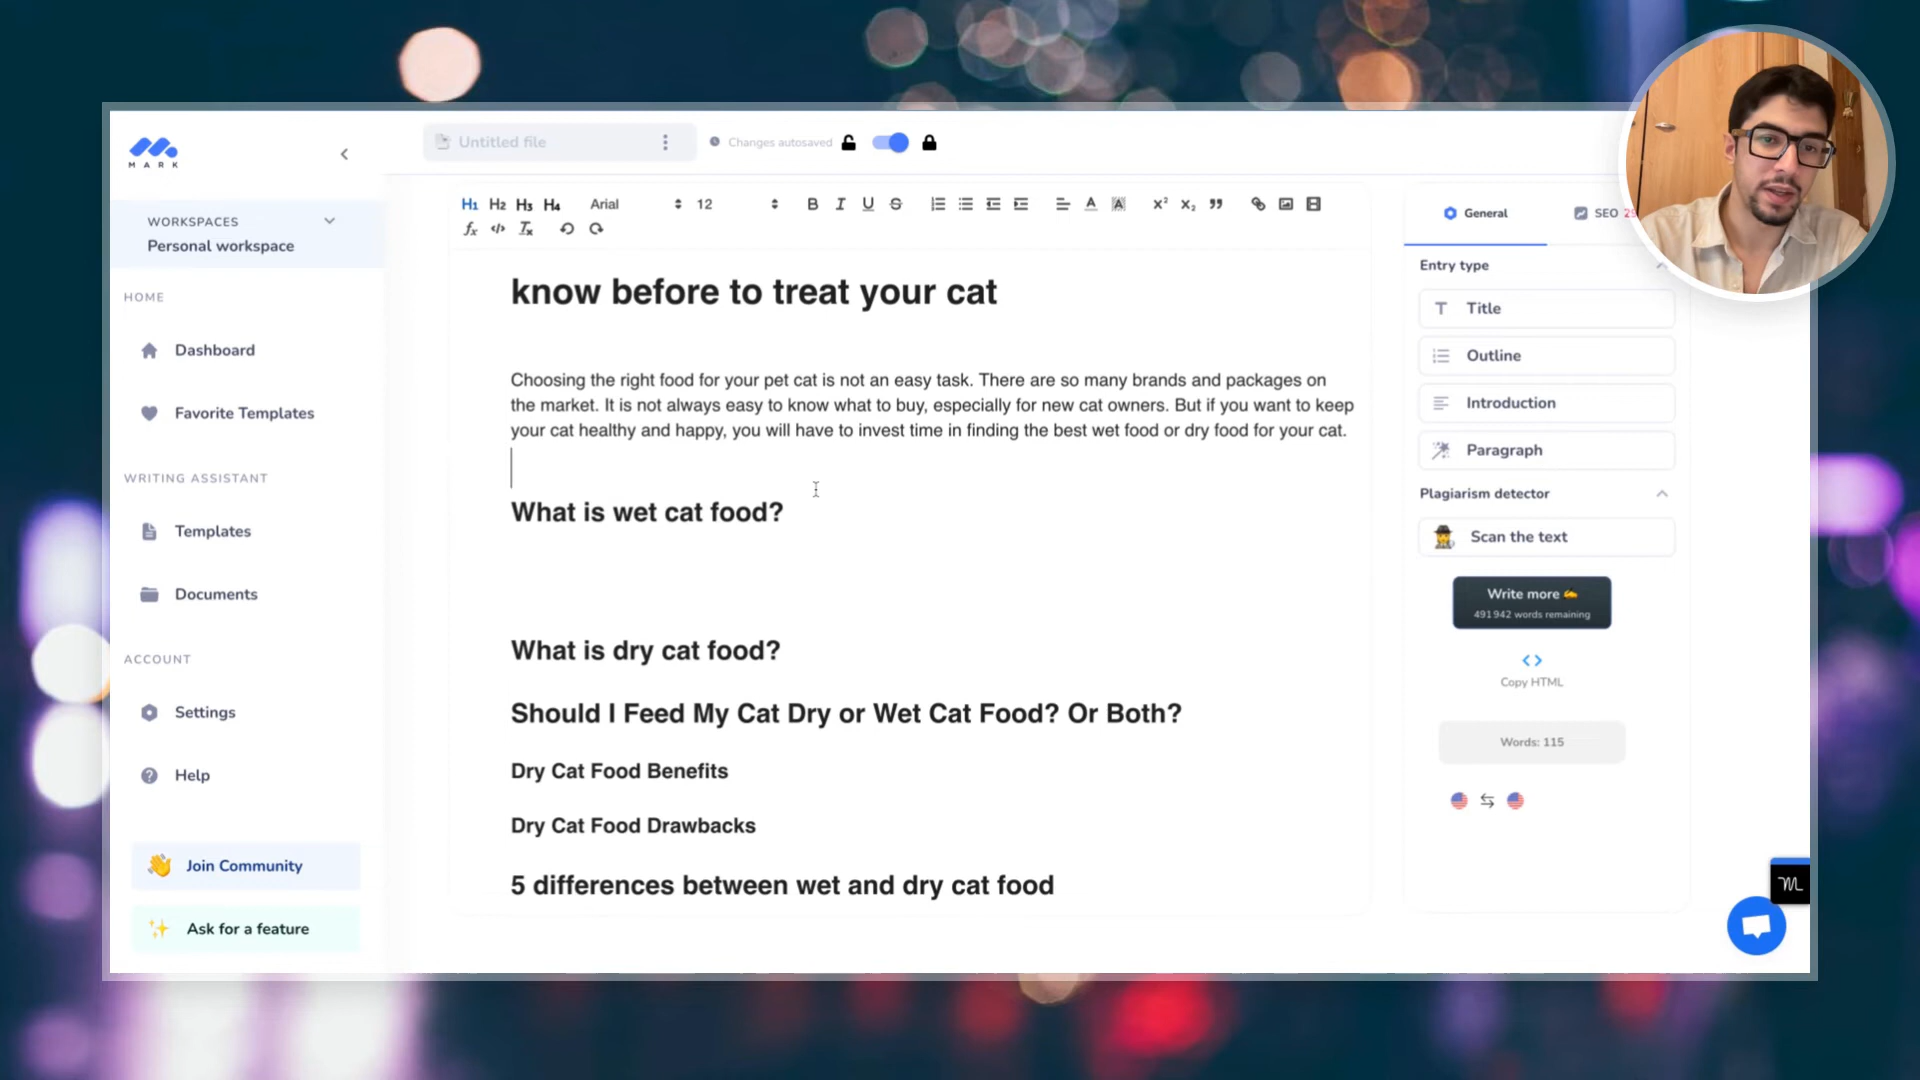 MARK
Untitled file
Changes autosaved
WORKSPACES
Personal workspace
HOME
Dashboard
Favorite Templates
WRITING ASSISTANT
Templates
Documents
ACCOUNT
Settings
Help
👋 Join Community
✨ Ask for a feature
H1 H2 H3 H4 Arial 12 B I U S X² X₂ ”
fx </> Tx
know before to treat your cat
Choosing the right food for your pet cat is not an easy task. There are so many brands and packages on
the market. It is not always easy to know what to buy, especially for new cat owners. But if you want to keep
your cat healthy and happy, you will have to invest time in finding the best wet food or dry food for your cat.
What is wet cat food?
What is dry cat food?
Should I Feed My Cat Dry or Wet Cat Food? Or Both?
Dry Cat Food Benefits
Dry Cat Food Drawbacks
5 differences between wet and dry cat food
General
SEO
Entry type
Title
Outline
Introduction
Paragraph
Plagiarism detector
Scan the text
Write more ✍
491 942 words remaining
<> Copy HTML
Words: 115